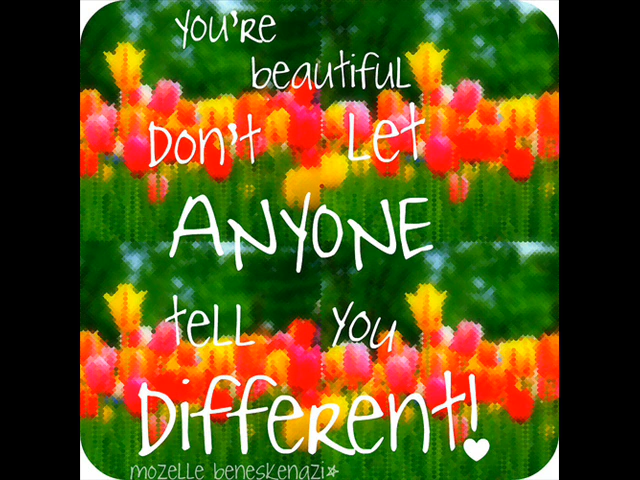 You're
beautiful
Don't Let
ANYONE
tell you
Different!
mozelle beneskenazi